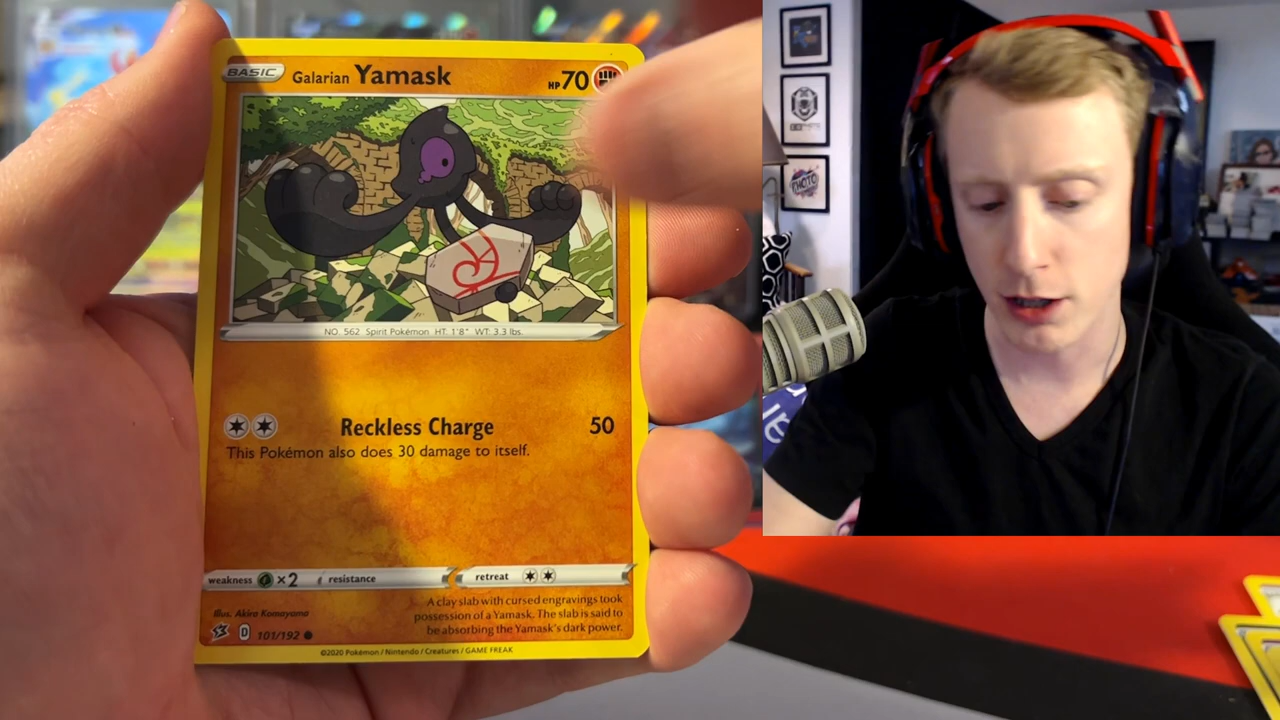 BASIC Galarian Yamask HP70
NO. 562 Spirit Pokémon HT: 1'8" WT: 3.3 lbs.
Reckless Charge 50
This Pokémon also does 30 damage to itself.
weakness ×2 resistance retreat
Illus. Akira Komayama
A clay slab with cursed engravings took
possession of a Yamask. The slab is said to
be absorbing the Yamask's dark power.
D 101/192
©2020 Pokémon / Nintendo / Creatures / GAME FREAK
PHOTO